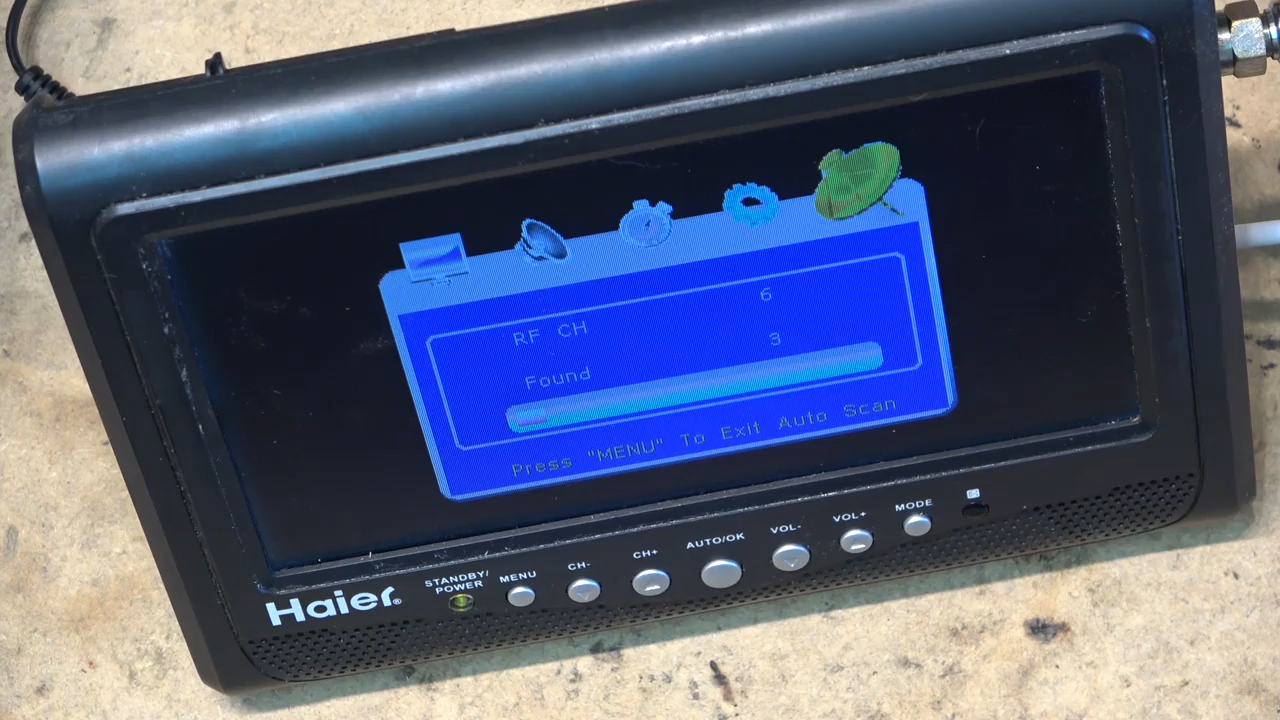 RF CH 6
Found 3
Press "MENU" To Exit Auto Scan
Haier®
STANDBY/
POWER
MENU
CH-
CH+
AUTO/OK
VOL-
VOL+
MODE